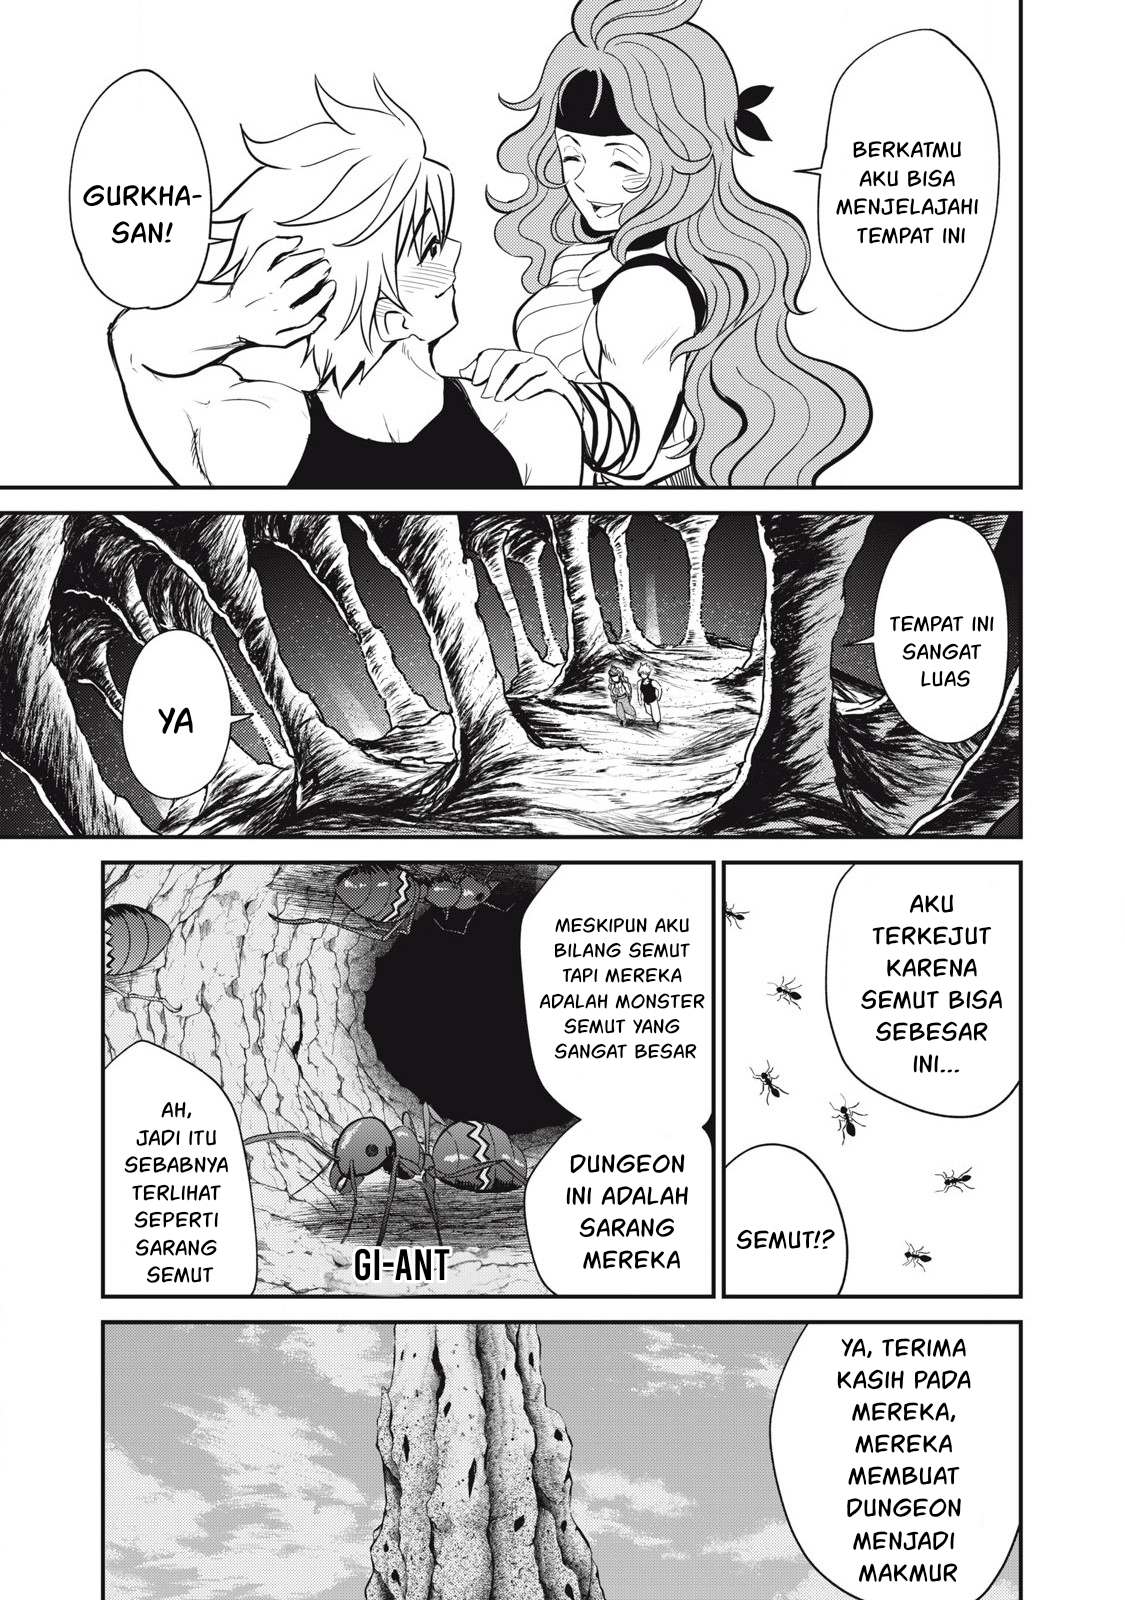 BERKATMU
AKU BISA
MENJELAJAHI
TEMPAT INI
GURKHA-
SAN!
TEMPAT INI
SANGAT
LUAS
YA
AKU
TERKEJUT
KARENA
SEMUT BISA
SEBESAR
INI...
SEMUT!?
MESKIPUN AKU
BILANG SEMUT
TAPI MEREKA
ADALAH MONSTER
SEMUT YANG
SANGAT BESAR
DUNGEON
INI ADALAH
SARANG
MEREKA
GI-ANT
AH,
JADI ITU
SEBABNYA
TERLIHAT
SEPERTI
SARANG
SEMUT
YA, TERIMA
KASIH PADA
MEREKA,
MEREKA
MEMBUAT
DUNGEON
MENJADI
MAKMUR